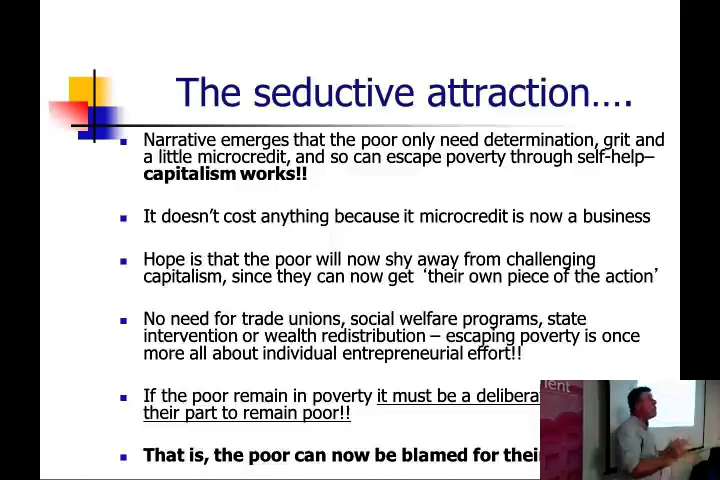 The seductive attraction….
Narrative emerges that the poor only need determination, grit and
a little microcredit, and so can escape poverty through self-help–
capitalism works!!
It doesn’t cost anything because it microcredit is now a business
Hope is that the poor will now shy away from challenging
capitalism, since they can now get ‘their own piece of the action’
No need for trade unions, social welfare programs, state
intervention or wealth redistribution – escaping poverty is once
more all about individual entrepreneurial effort!!
If the poor remain in poverty it must be a
their part to remain poor!!
That is, the poor can now be blamed for